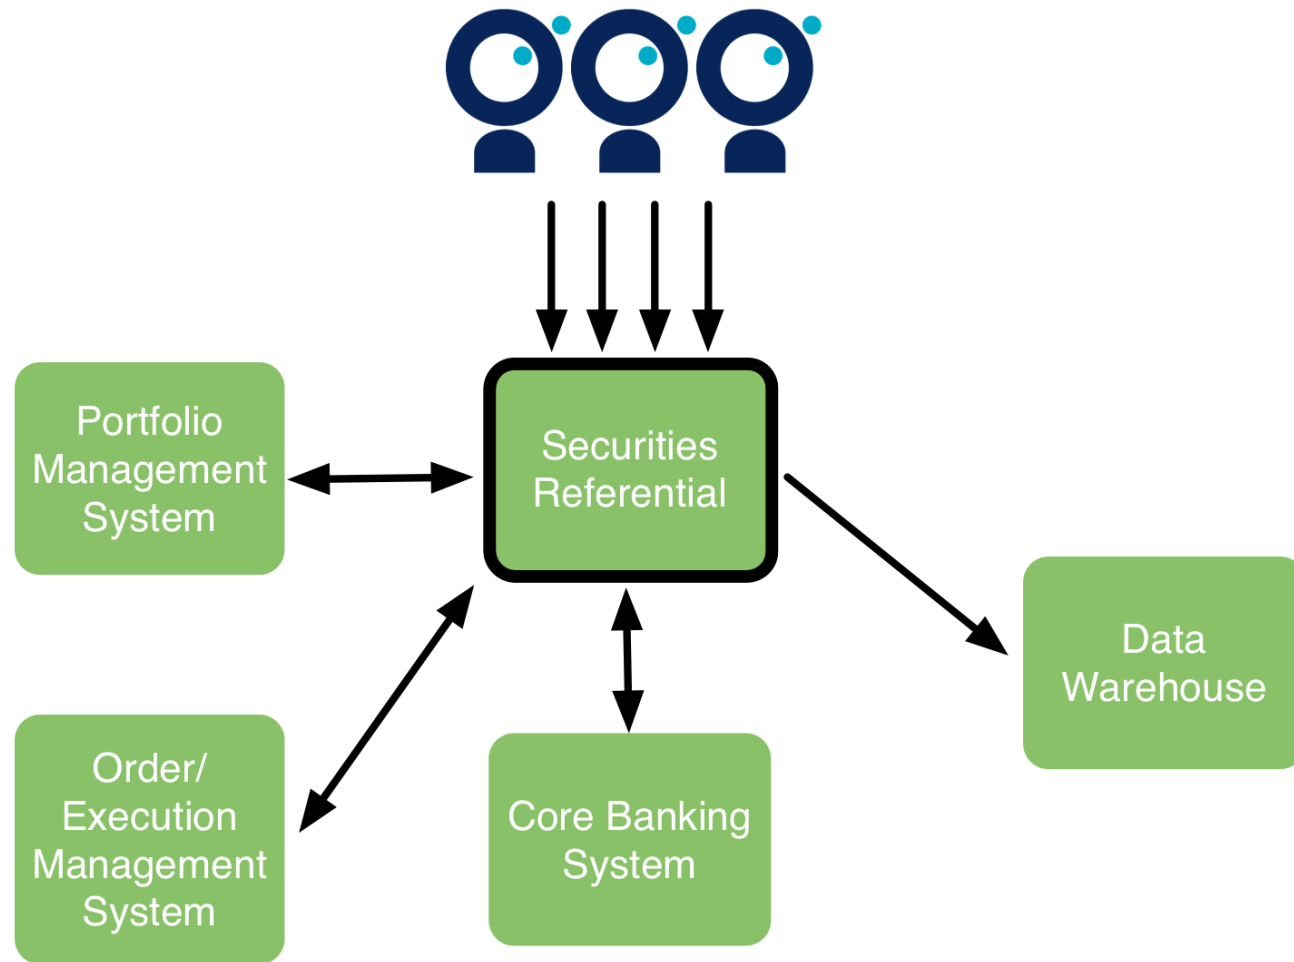 Securities
Referential
Portfolio
Management
System
Data
Warehouse
Order/
Execution
Management
System
Core Banking
System